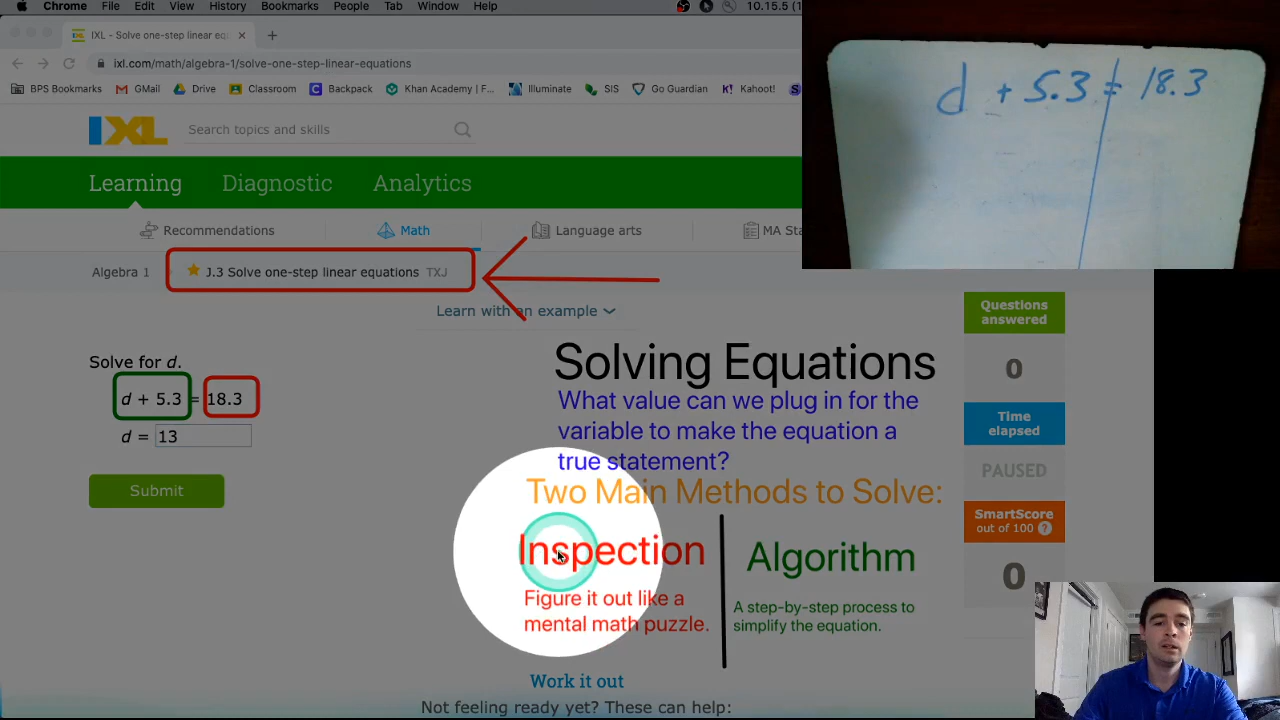 Chrome File Edit View History Bookmarks People Tab Window Help
10.15.5 (1
IXL - Solve one-step linear eq
ixl.com/math/algebra-1/solve-one-step-linear-equations
BPS Bookmarks GMail Drive Classroom Backpack Khan Academy | F... Illuminate SIS Go Guardian Kahoot! S
d + 5.3 = 18.3
IXL
Search topics and skills
Learning Diagnostic Analytics
Recommendations Math Language arts MA Sta
Algebra 1 J.3 Solve one-step linear equations TXJ
Learn with an example
Questions
answered
0
Time
elapsed
PAUSED
SmartScore
out of 100 ?
0
Solve for d.
d + 5.3 = 18.3
d = 13
Submit
Solving Equations
What value can we plug in for the
variable to make the equation a
true statement?
Two Main Methods to Solve:
Inspection
Figure it out like a
mental math puzzle.
Algorithm
A step-by-step process to
simplify the equation.
Work it out
Not feeling ready yet? These can help: